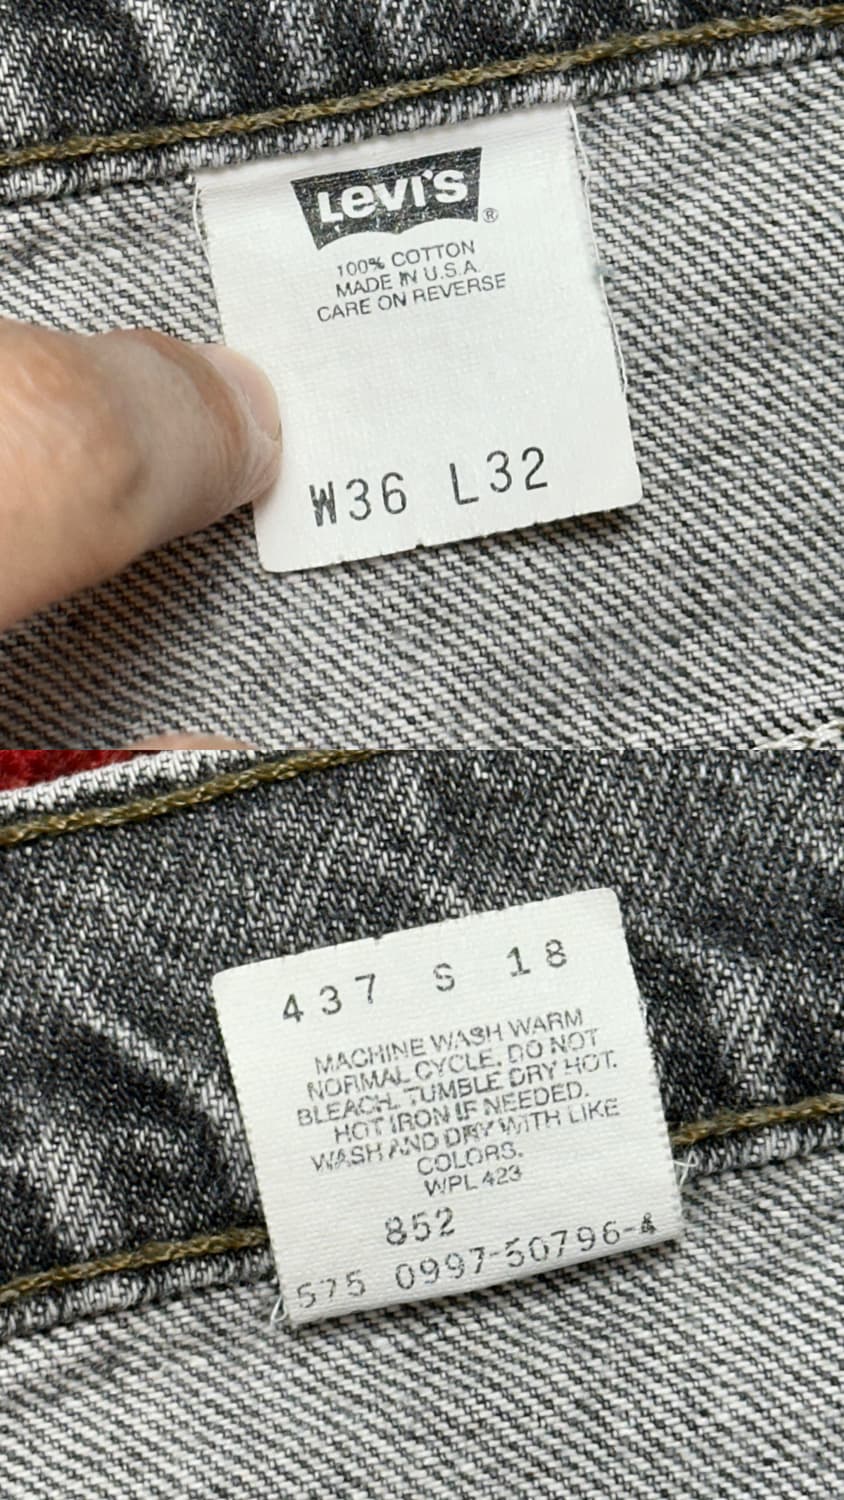 LEVI'S ®
100% COTTON
MADE IN U.S.A.
CARE ON REVERSE
W36 L32
437 S 18
MACHINE WASH WARM
NORMAL CYCLE. DO NOT
BLEACH. TUMBLE DRY HOT.
HOT IRON IF NEEDED.
WASH AND DRY WITH LIKE
COLORS.
WPL 423
852
575 0997-50796-4